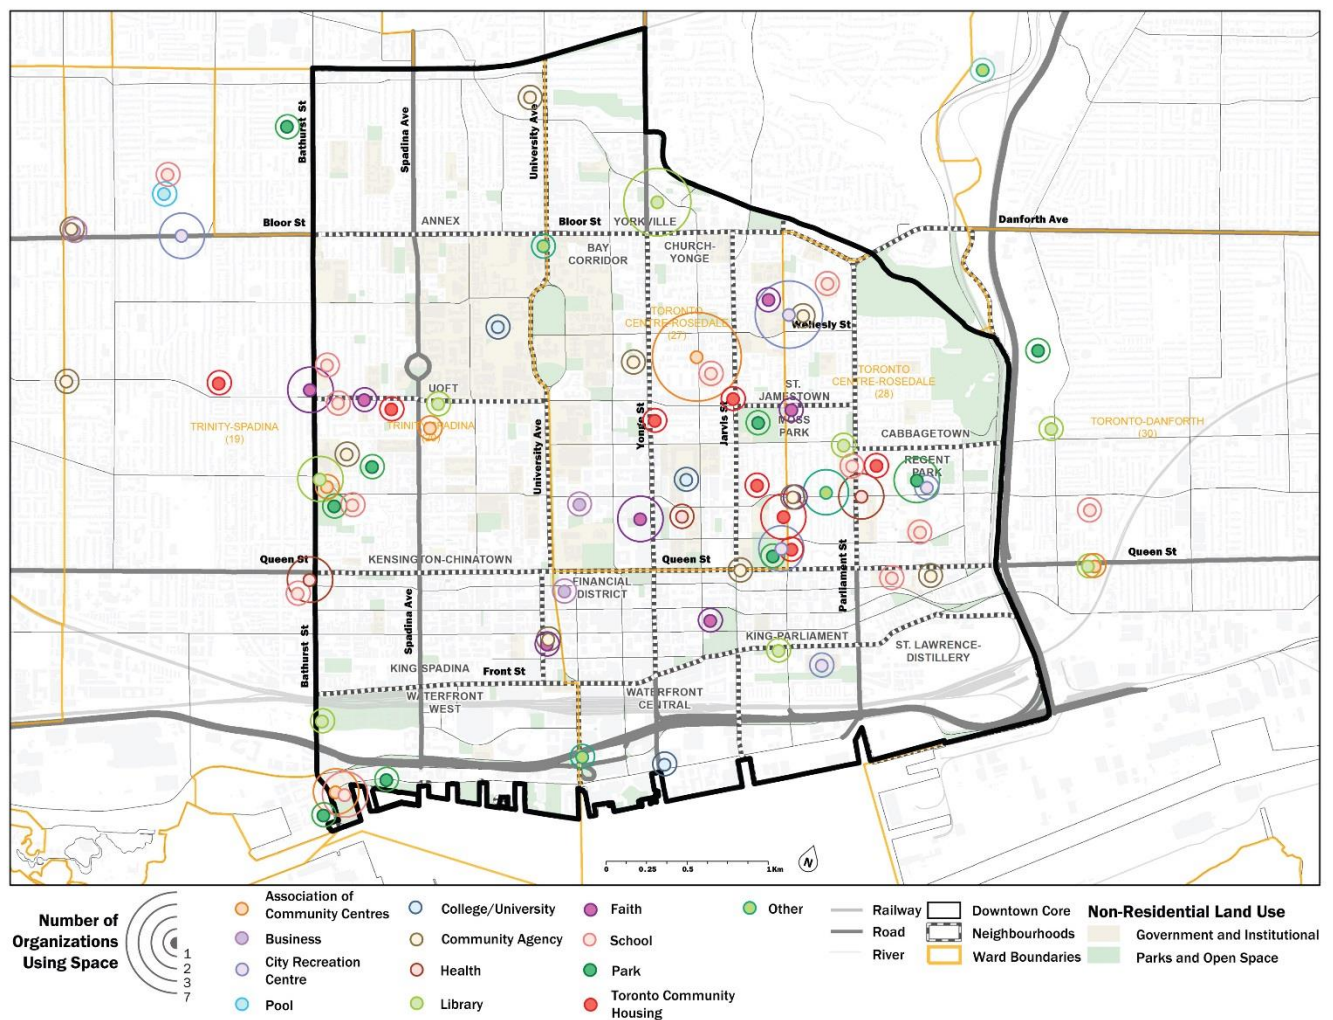 Bathurst St
Spadina Ave
University Ave
Bloor St
ANNEX
Bloor St
YORKVILLE
Danforth Ave
BAY
CORRIDOR
CHURCH-
YONGE
TORONTO
CENTRE-ROSEDALE
(27)
Wellesly St
TORONTO
CENTRE-ROSEDALE
(28)
UOFT
ST.
JAMESTOWN
TRINITY-SPADINA
(19)
TRINITY-SPADINA
University Ave
Yonge St
Jarvis St
MOSS
PARK
CABBAGETOWN
TORONTO-DANFORTH
(30)
REGENT
PARK
Queen St
KENSINGTON-CHINATOWN
Queen St
Parliament St
Queen St
FINANCIAL
DISTRICT
Bathurst St
Spadina Ave
KING SPADINA
Front St
KING-PARLIAMENT
ST. LAWRENCE-
DISTILLERY
WATERFRONT
WEST
WATERFRONT
CENTRAL
N
0 0.25 0.5 1Km
Number of
Organizations
Using Space
1
2
3
7
Association of
Community Centres
Business
City Recreation
Centre
Pool
College/University
Community Agency
Health
Library
Faith
School
Park
Toronto Community
Housing
Other
Railway
Road
River
Downtown Core
Neighbourhoods
Ward Boundaries
Non-Residential Land Use
Government and Institutional
Parks and Open Space